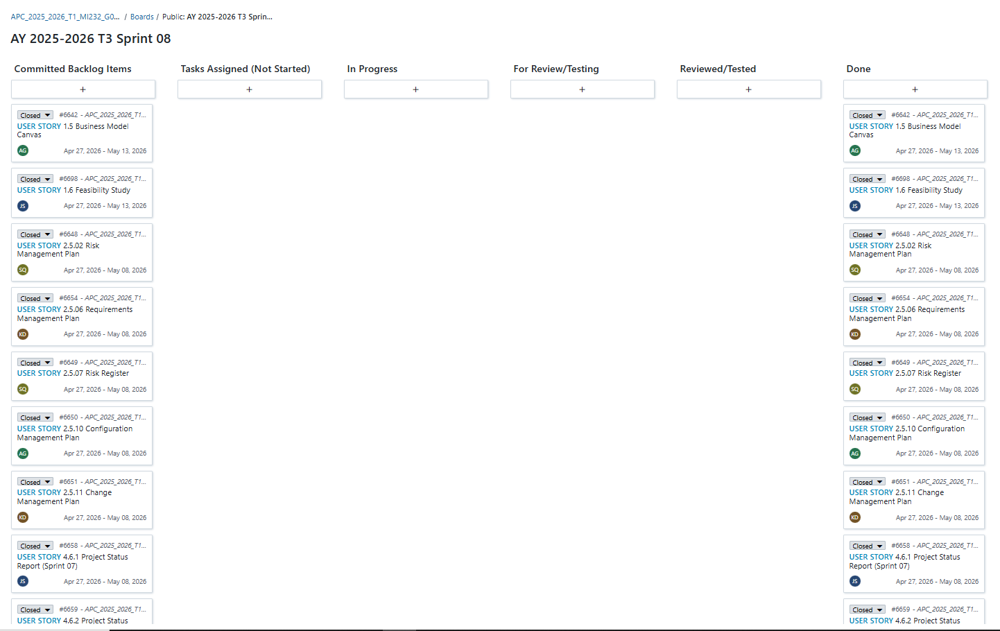 APC_2025_2026_T1_MI232_G0... / Boards / Public: AY 2025-2026 T3 Sprin...
AY 2025-2026 T3 Sprint 08
Committed Backlog Items
+
Closed #6642 - APC_2025_2026_T1...
USER STORY 1.5 Business Model
Canvas
AG Apr 27, 2026 - May 13, 2026
Closed #6698 - APC_2025_2026_T1...
USER STORY 1.6 Feasibility Study
JS Apr 27, 2026 - May 13, 2026
Closed #6648 - APC_2025_2026_T1...
USER STORY 2.5.02 Risk
Management Plan
SQ Apr 27, 2026 - May 08, 2026
Closed #6654 - APC_2025_2026_T1...
USER STORY 2.5.06 Requirements
Management Plan
KD Apr 27, 2026 - May 08, 2026
Closed #6649 - APC_2025_2026_T1...
USER STORY 2.5.07 Risk Register
SQ Apr 27, 2026 - May 08, 2026
Closed #6650 - APC_2025_2026_T1...
USER STORY 2.5.10 Configuration
Management Plan
AG Apr 27, 2026 - May 08, 2026
Closed #6651 - APC_2025_2026_T1...
USER STORY 2.5.11 Change
Management Plan
KD Apr 27, 2026 - May 08, 2026
Closed #6658 - APC_2025_2026_T1...
USER STORY 4.6.1 Project Status
Report (Sprint 07)
JS Apr 27, 2026 - May 08, 2026
Closed #6659 - APC_2025_2026_T1...
USER STORY 4.6.2 Project Status
Tasks Assigned (Not Started)
+
In Progress
+
For Review/Testing
+
Reviewed/Tested
+
Done
+
Closed #6642 - APC_2025_2026_T1...
USER STORY 1.5 Business Model
Canvas
AG Apr 27, 2026 - May 13, 2026
Closed #6698 - APC_2025_2026_T1...
USER STORY 1.6 Feasibility Study
JS Apr 27, 2026 - May 13, 2026
Closed #6648 - APC_2025_2026_T1...
USER STORY 2.5.02 Risk
Management Plan
SQ Apr 27, 2026 - May 08, 2026
Closed #6654 - APC_2025_2026_T1...
USER STORY 2.5.06 Requirements
Management Plan
KD Apr 27, 2026 - May 08, 2026
Closed #6649 - APC_2025_2026_T1...
USER STORY 2.5.07 Risk Register
SQ Apr 27, 2026 - May 08, 2026
Closed #6650 - APC_2025_2026_T1...
USER STORY 2.5.10 Configuration
Management Plan
AG Apr 27, 2026 - May 08, 2026
Closed #6651 - APC_2025_2026_T1...
USER STORY 2.5.11 Change
Management Plan
KD Apr 27, 2026 - May 08, 2026
Closed #6658 - APC_2025_2026_T1...
USER STORY 4.6.1 Project Status
Report (Sprint 07)
JS Apr 27, 2026 - May 08, 2026
Closed #6659 - APC_2025_2026_T1...
USER STORY 4.6.2 Project Status